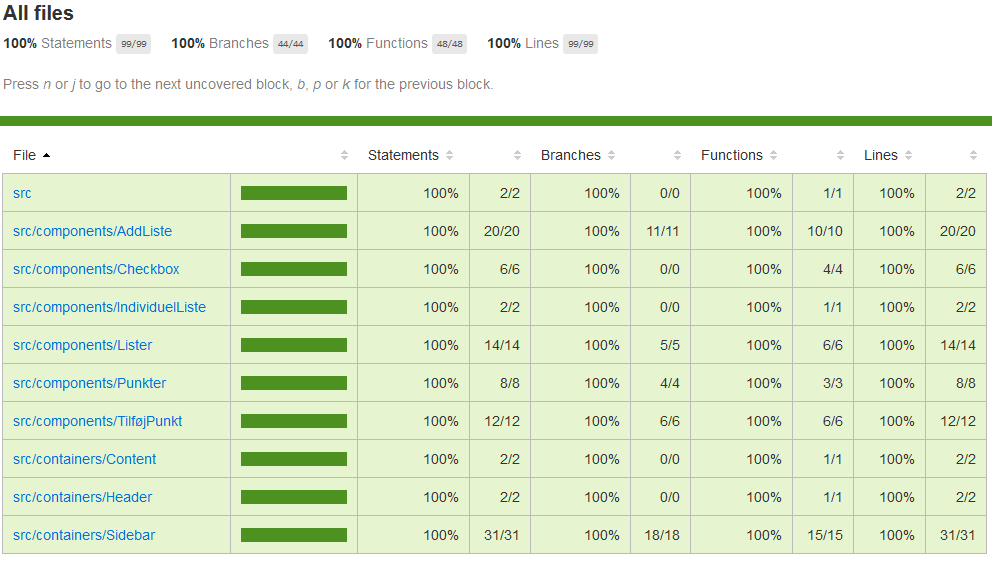 All files
100% Statements 99/99 100% Branches 44/44 100% Functions 48/48 100% Lines 99/99
Press n or j to go to the next uncovered block, b, p or k for the previous block.
File Statements Branches Functions Lines
src 100% 2/2 100% 0/0 100% 1/1 100% 2/2
src/components/AddListe 100% 20/20 100% 11/11 100% 10/10 100% 20/20
src/components/Checkbox 100% 6/6 100% 0/0 100% 4/4 100% 6/6
src/components/IndividuelListe 100% 2/2 100% 0/0 100% 1/1 100% 2/2
src/components/Lister 100% 14/14 100% 5/5 100% 6/6 100% 14/14
src/components/Punkter 100% 8/8 100% 4/4 100% 3/3 100% 8/8
src/components/TilføjPunkt 100% 12/12 100% 6/6 100% 6/6 100% 12/12
src/containers/Content 100% 2/2 100% 0/0 100% 1/1 100% 2/2
src/containers/Header 100% 2/2 100% 0/0 100% 1/1 100% 2/2
src/containers/Sidebar 100% 31/31 100% 18/18 100% 15/15 100% 31/31